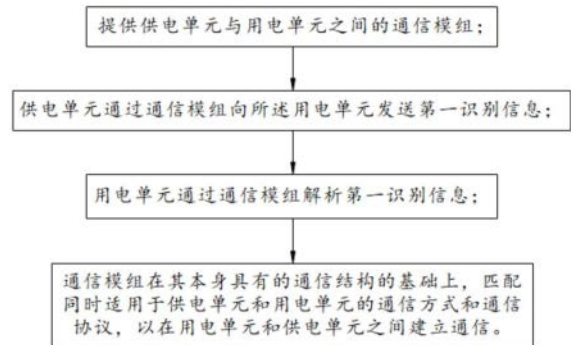 提供供电单元与用电单元之间的通信模组；
供电单元通过通信模组向所述用电单元发送第一识别信息；
用电单元通过通信模组解析第一识别信息；
通信模组在其本身具有的通信结构的基础上，匹配
同时适用于供电单元和用电单元的通信方式和通信
协议，以在用电单元和供电单元之间建立通信。